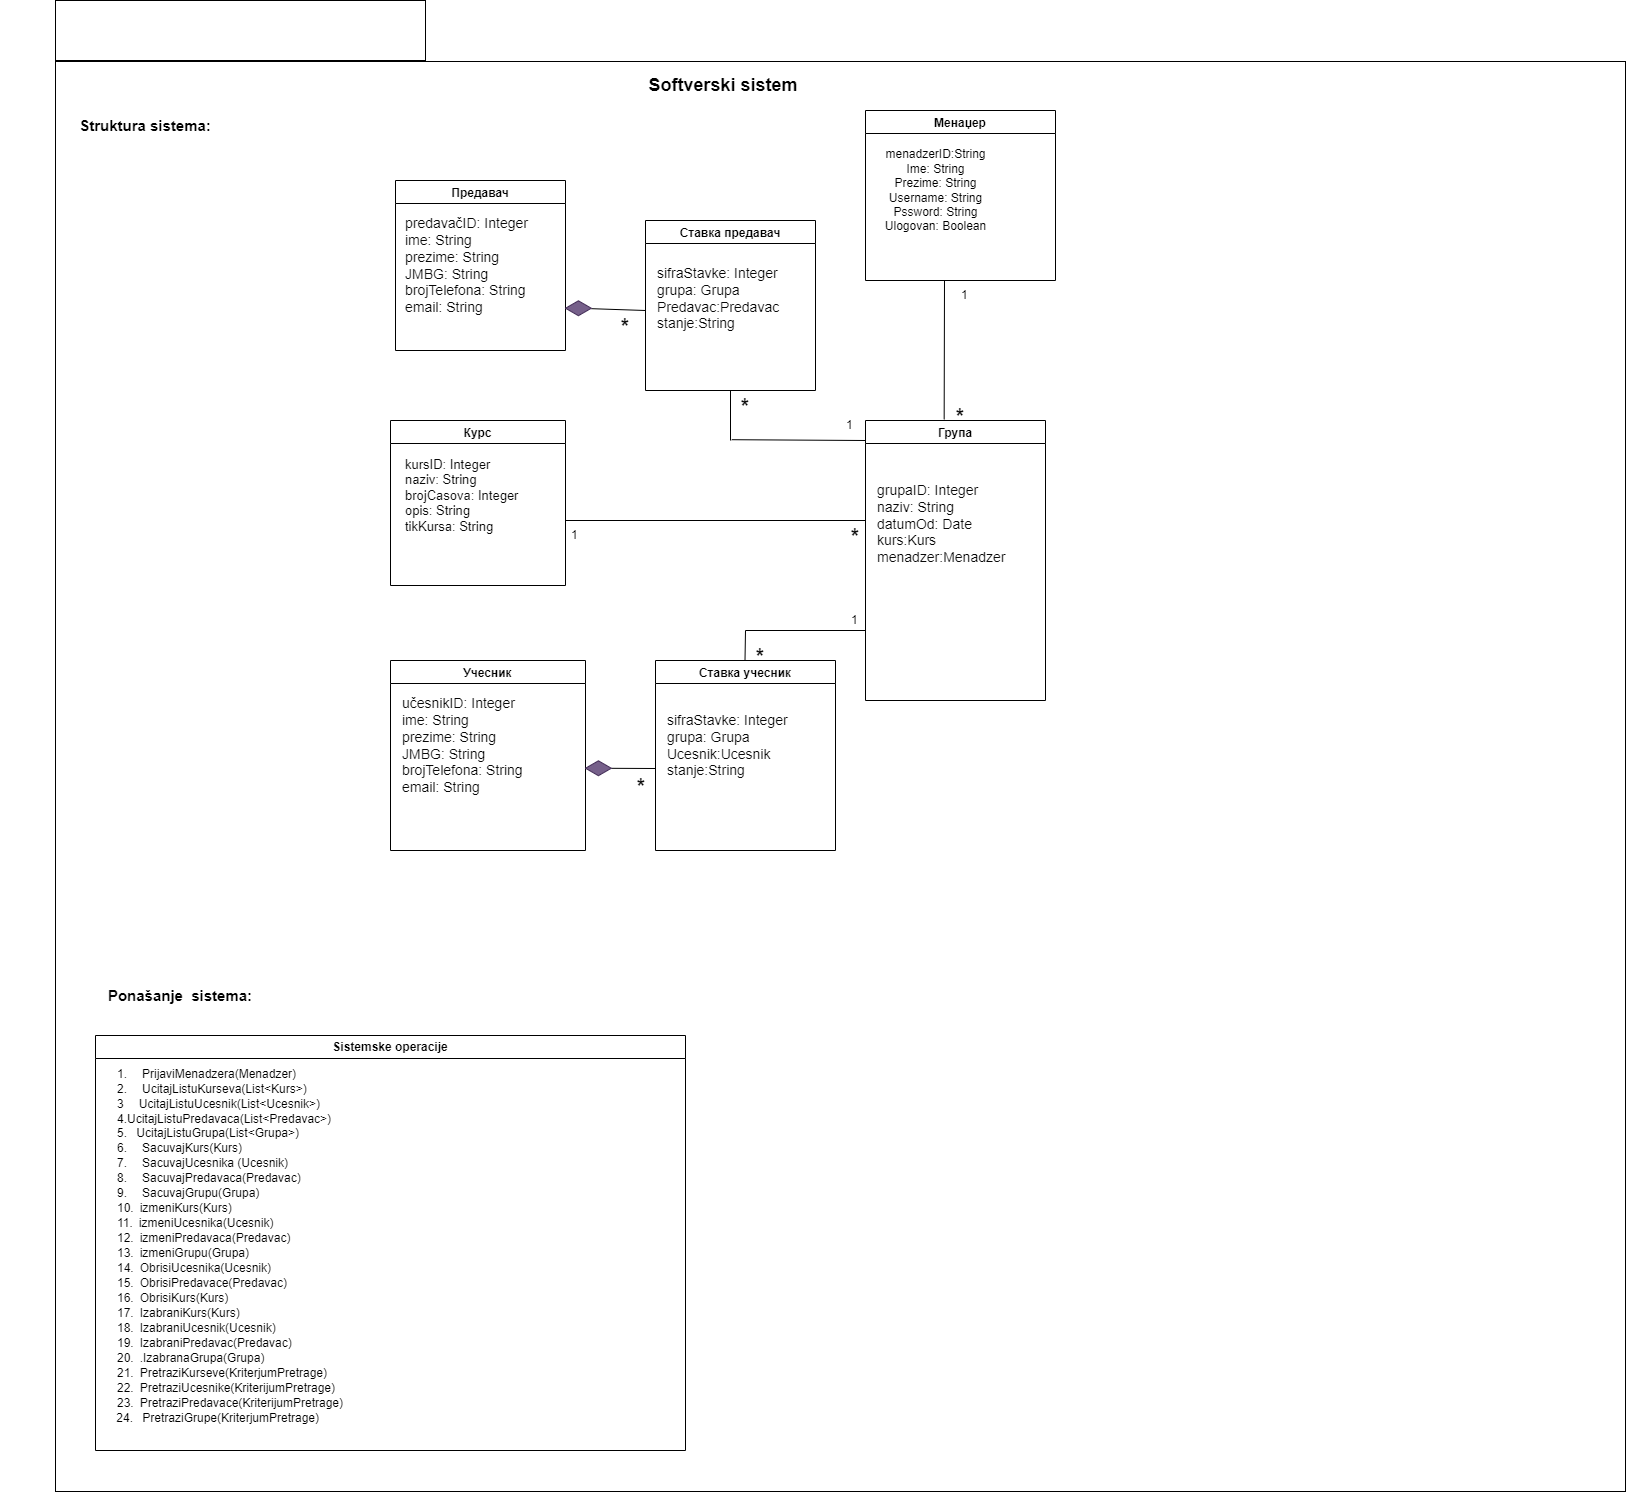 Softverski sistem
Struktura sistema:
Менаџер
menadzerID:String
Ime: String
Prezime: String
Username: String
Pssword: String
Ulogovan: Boolean
Предавач
predavačID: Integer
ime: String
prezime: String
JMBG: String
brojTelefona: String
email: String
*
Ставка предавач
sifraStavke: Integer
grupa: Grupa
Predavac:Predavac
stanje:String
1
*
*
1
Курс
kursID: Integer
naziv: String
brojCasova: Integer
opis: String
tikKursa: String
1
*
Група
grupaID: Integer
naziv: String
datumOd: Date
kurs:Kurs
menadzer:Menadzer
1
*
Учесник
učesnikID: Integer
ime: String
prezime: String
JMBG: String
brojTelefona: String
email: String
*
Ставка учесник
sifraStavke: Integer
grupa: Grupa
Ucesnik:Ucesnik
stanje:String
Ponašanje  sistema:
Sistemske operacije
1. PrijaviMenadzera(Menadzer)
2. UcitajListuKurseva(List<Kurs>)
3 UcitajListuUcesnik(List<Ucesnik>)
4.UcitajListuPredavaca(List<Predavac>)
5. UcitajListuGrupa(List<Grupa>)
6. SacuvajKurs(Kurs)
7. SacuvajUcesnika (Ucesnik)
8. SacuvajPredavaca(Predavac)
9. SacuvajGrupu(Grupa)
10. izmeniKurs(Kurs)
11. izmeniUcesnika(Ucesnik)
12. izmeniPredavaca(Predavac)
13. izmeniGrupu(Grupa)
14. ObrisiUcesnika(Ucesnik)
15. ObrisiPredavace(Predavac)
16. ObrisiKurs(Kurs)
17. IzabraniKurs(Kurs)
18. IzabraniUcesnik(Ucesnik)
19. IzabraniPredavac(Predavac)
20. .IzabranaGrupa(Grupa)
21. PretraziKurseve(KriterjumPretrage)
22. PretraziUcesnike(KriterijumPretrage)
23. PretraziPredavace(KriterijumPretrage)
24. PretraziGrupe(KriterjumPretrage)